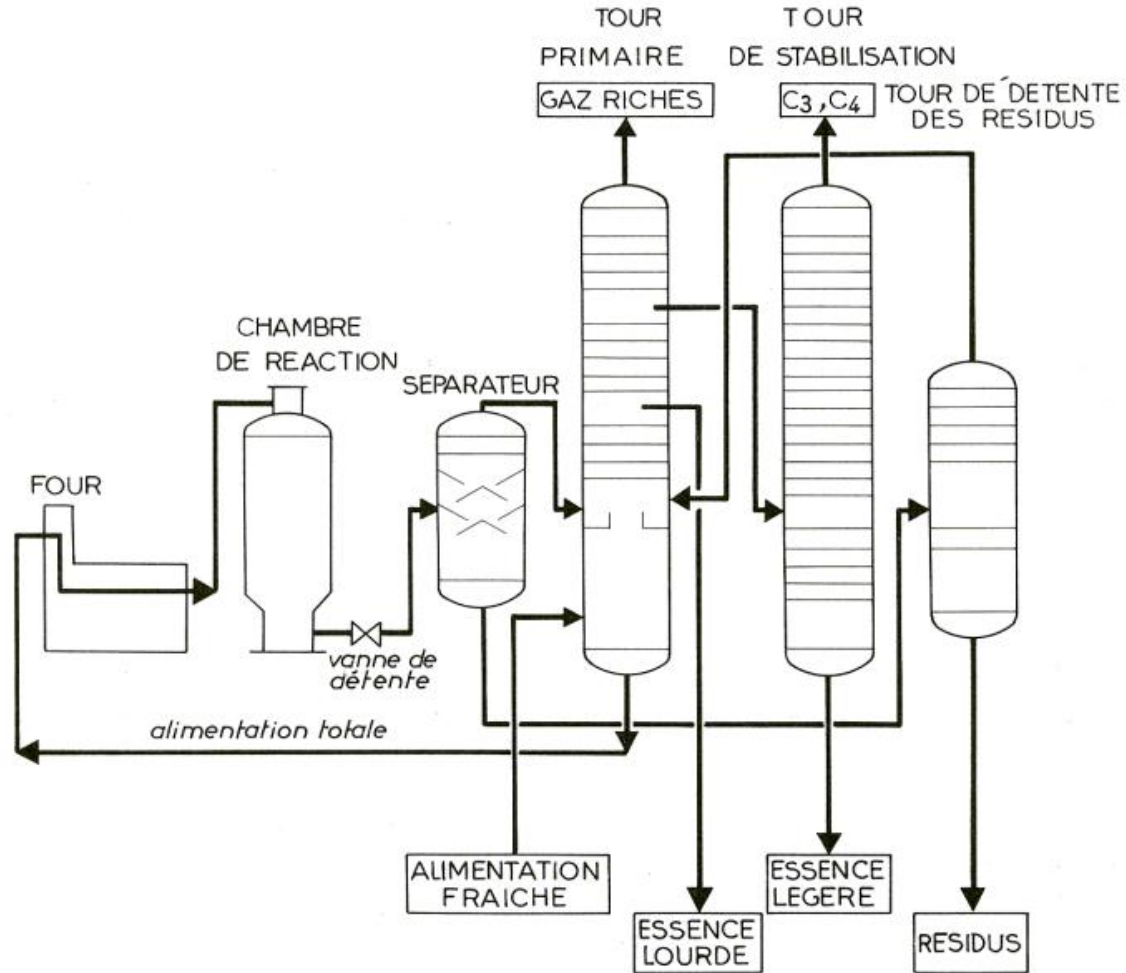 TOUR
PRIMAIRE
GAZ RICHES
TOUR
DE STABILISATION
C3, C4
TOUR DE DETENTE
DES RESIDUS
CHAMBRE
DE REACTION
SEPARATEUR
FOUR
vanne de
détente
alimentation totale
ALIMENTATION
FRAICHE
ESSENCE
LOURDE
ESSENCE
LEGERE
RESIDUS